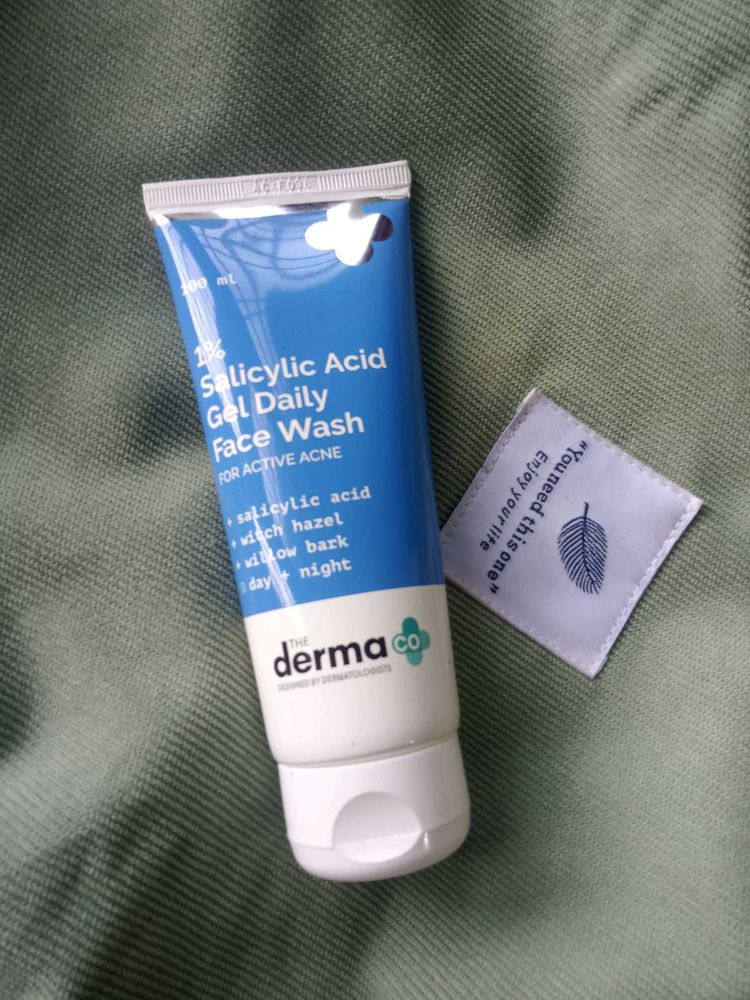 100 ml
1%
Salicylic Acid
Gel Daily
Face Wash
FOR ACTIVE ACNE
+ salicylic acid
+ witch hazel
+ willow bark
day + night
THE
derma co
DESIGNED BY DERMATOLOGISTS
"You need this one"
Enjoy your life